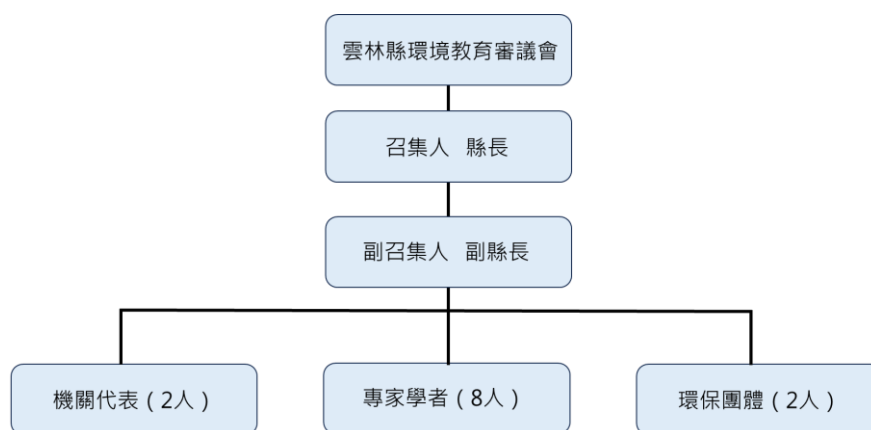 雲林縣環境教育審議會
召集人 縣長
副召集人 副縣長
機關代表（2人）
專家學者（8人）
環保團體（2人）